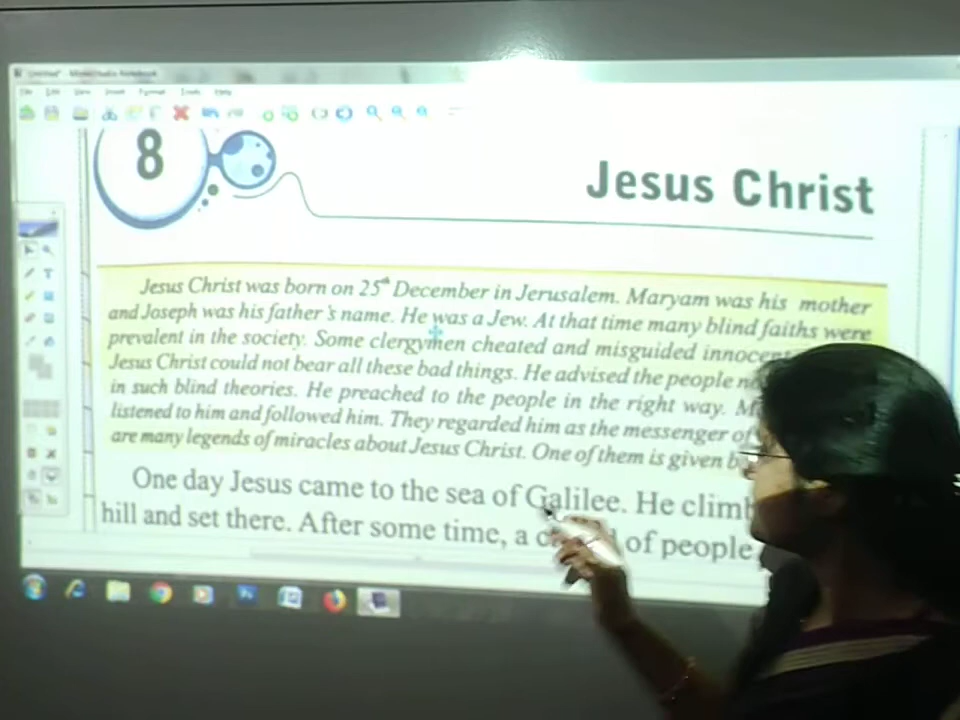 8
Jesus Christ
Jesus Christ was born on 25th December in Jerusalem. Maryam was his mother
and Joseph was his father's name. He was a Jew. At that time many blind faiths were
prevalent in the society. Some clergymen cheated and misguided
Jesus Christ could not bear all these bad things. He advised the people
in such blind theories. He preached to the people in the right way.
listened to him and followed him. They regarded him as the messenger of
are many legends of miracles about Jesus Christ. One of them is given
One day Jesus came to the sea of Galilee. He
hill and set there. After some time, a of people